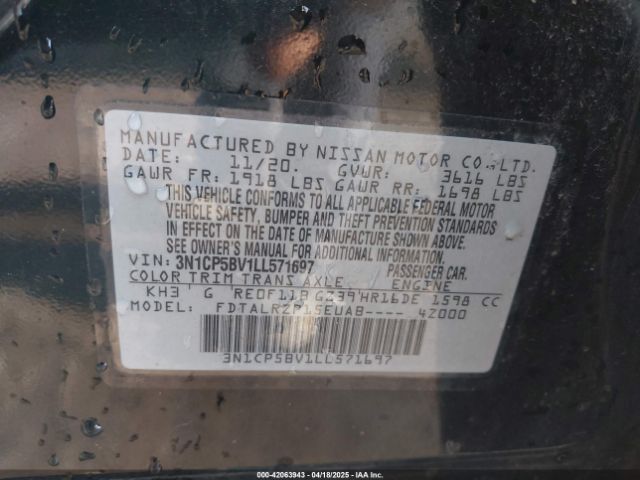 MANUFACTURED BY NISSAN MOTOR CO.,LTD.
DATE: 11/20. GVWR: 3616 LBS
GAWR FR: 1918 LBS GAWR RR: 1698 LBS
THIS VEHICLE CONFORMS TO ALL APPLICABLE FEDERAL MOTOR
VEHICLE SAFETY, BUMPER AND THEFT PREVENTION STANDARDS
IN EFFECT ON THE DATE OF MANUFACTURE SHOWN ABOVE.
SEE OWNER'S MANUAL FOR ADDITIONAL INFORMATION.
VIN: 3N1CP5BV1LL571697 PASSENGER CAR.
COLOR TRIM TRANS AXLE ENGINE
KH3 G RE0F11B GZ39 HR16DE 1598 CC
MODEL: FDTALRZP15EUAB---- 42000
3N1CP5BV1LL571697
000-42063943 - 04/18/2025 - IAA Inc.